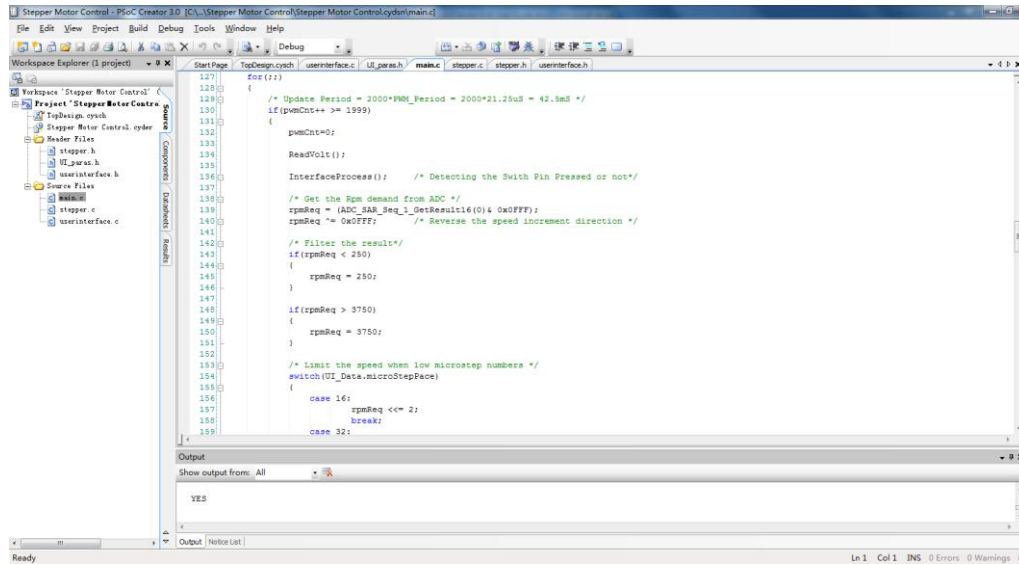 Stepper Motor Control - PSoC Creator 3.0 [C:\...\Stepper Motor Control\Stepper Motor Control.cydsn\main.c]
File Edit View Project Build Debug Tools Window Help
Debug
Workspace Explorer (1 project)
Start Page TopDesign.cysch userinterface.c UI_paras.h main.c stepper.c stepper.h userinterface.h
Workspace 'Stepper Motor Control' (
Project 'Stepper Motor Contro
TopDesign.cysch
Stepper Motor Control.cydwr
Header Files
stepper.h
UI_paras.h
userinterface.h
Source Files
main.c
stepper.c
userinterface.c
Source
Components
Datasheets
Results
127 for(;;)
128 {
129 /* Update Period = 2000*PWM_Period = 2000*21.25uS = 42.5mS */
130 if(pwmCnt++ >= 1999)
131 {
132 pwmCnt=0;
133
134 ReadVolt();
135
136 InterfaceProcess(); /* Detecting the Swith Pin Pressed or not*/
137
138 /* Get the Rpm demand from ADC */
139 rpmReq = (ADC_SAR_Seq_1_GetResult16(0)& 0x0FFF);
140 rpmReq ^= 0X0FFF; /* Reverse the speed increment direction */
141
142 /* Filter the result*/
143 if(rpmReq < 250)
144 {
145 rpmReq = 250;
146 }
147
148 if(rpmReq > 3750)
149 {
150 rpmReq = 3750;
151 }
152
153 /* Limit the speed when low microstep numbers */
154 switch(UI_Data.microStepPace)
155 {
156 case 16:
157 rpmReq <<= 2;
158 break;
159 case 32:
Output
Show output from: All
YES
Output Notice List
Ready Ln 1 Col 1 INS 0 Errors 0 Warnings